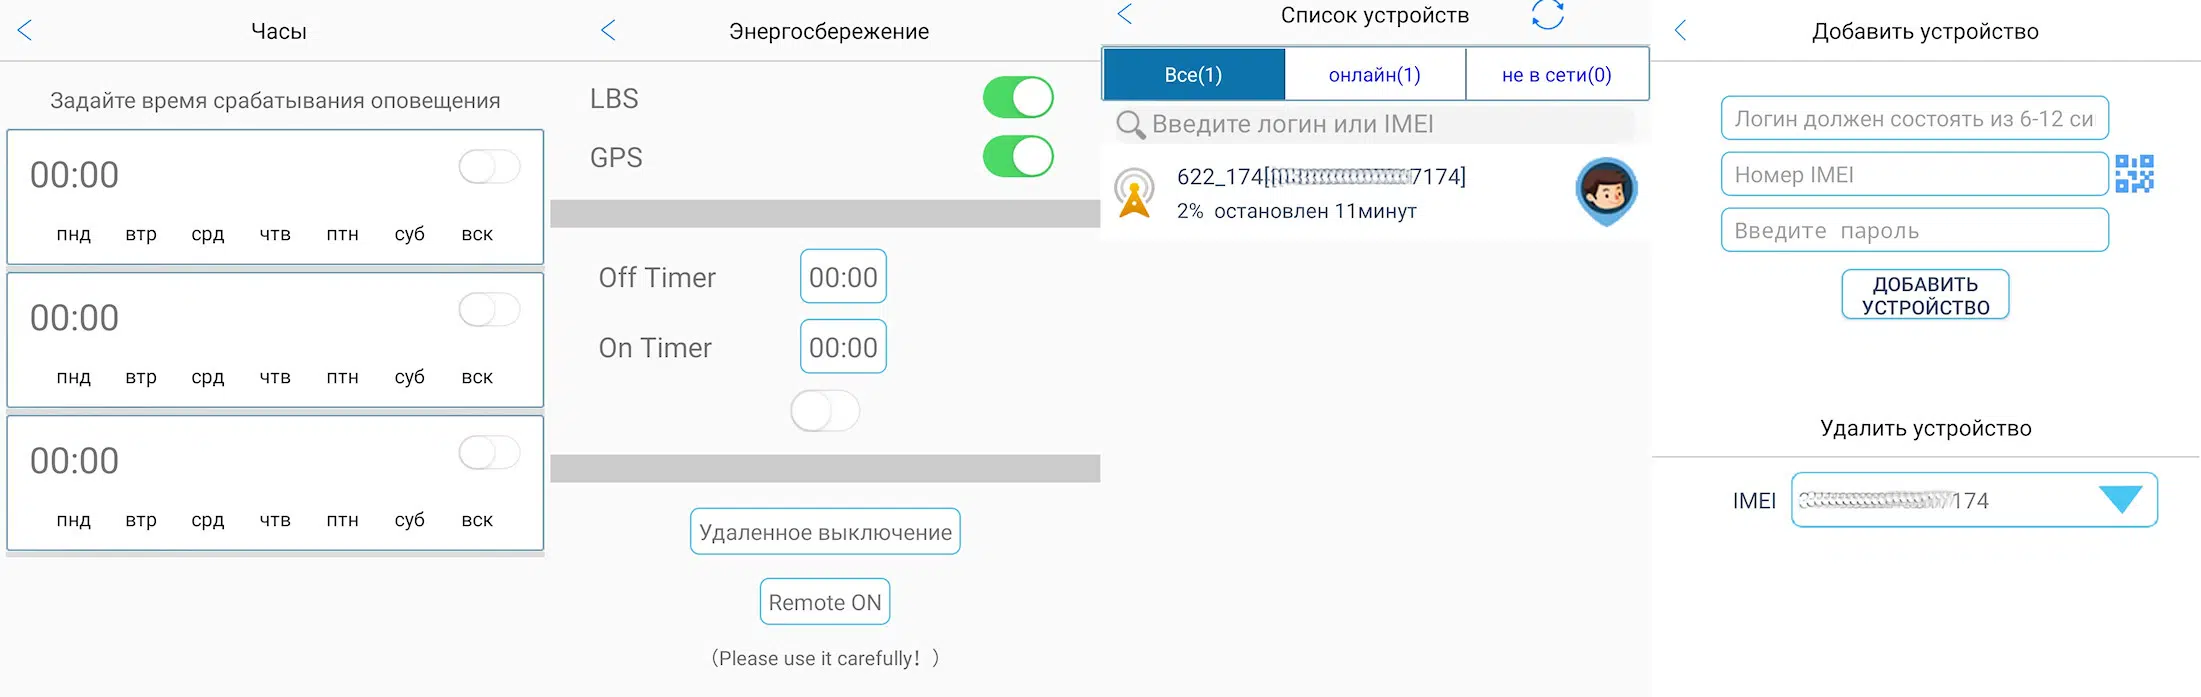 Часы
Задайте время срабатывания оповещения
00:00
пнд втр срд чтв птн суб вск
00:00
пнд втр срд чтв птн суб вск
00:00
пнд втр срд чтв птн суб вск
Энергосбережение
LBS
GPS
Off Timer 00:00
On Timer 00:00
Удаленное выключение
Remote ON
(Please use it carefully! )
Список устройств
Все(1) онлайн(1) не в сети(0)
Введите логин или IMEI
622_174[ 7174]
2% остановлен 11минут
Добавить устройство
Логин должен состоять из 6-12 си
Номер IMEI
Введите пароль
ДОБАВИТЬ
УСТРОЙСТВО
Удалить устройство
IMEI 174